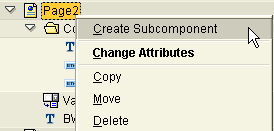 Page2
Create Subcomponent
Co
Change Attributes
Copy
Move
Va
Delete
BW